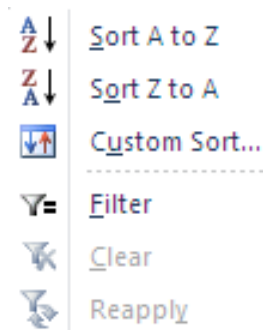 Sort A to Z
Sort Z to A
Custom Sort...
Filter
Clear
Reapply